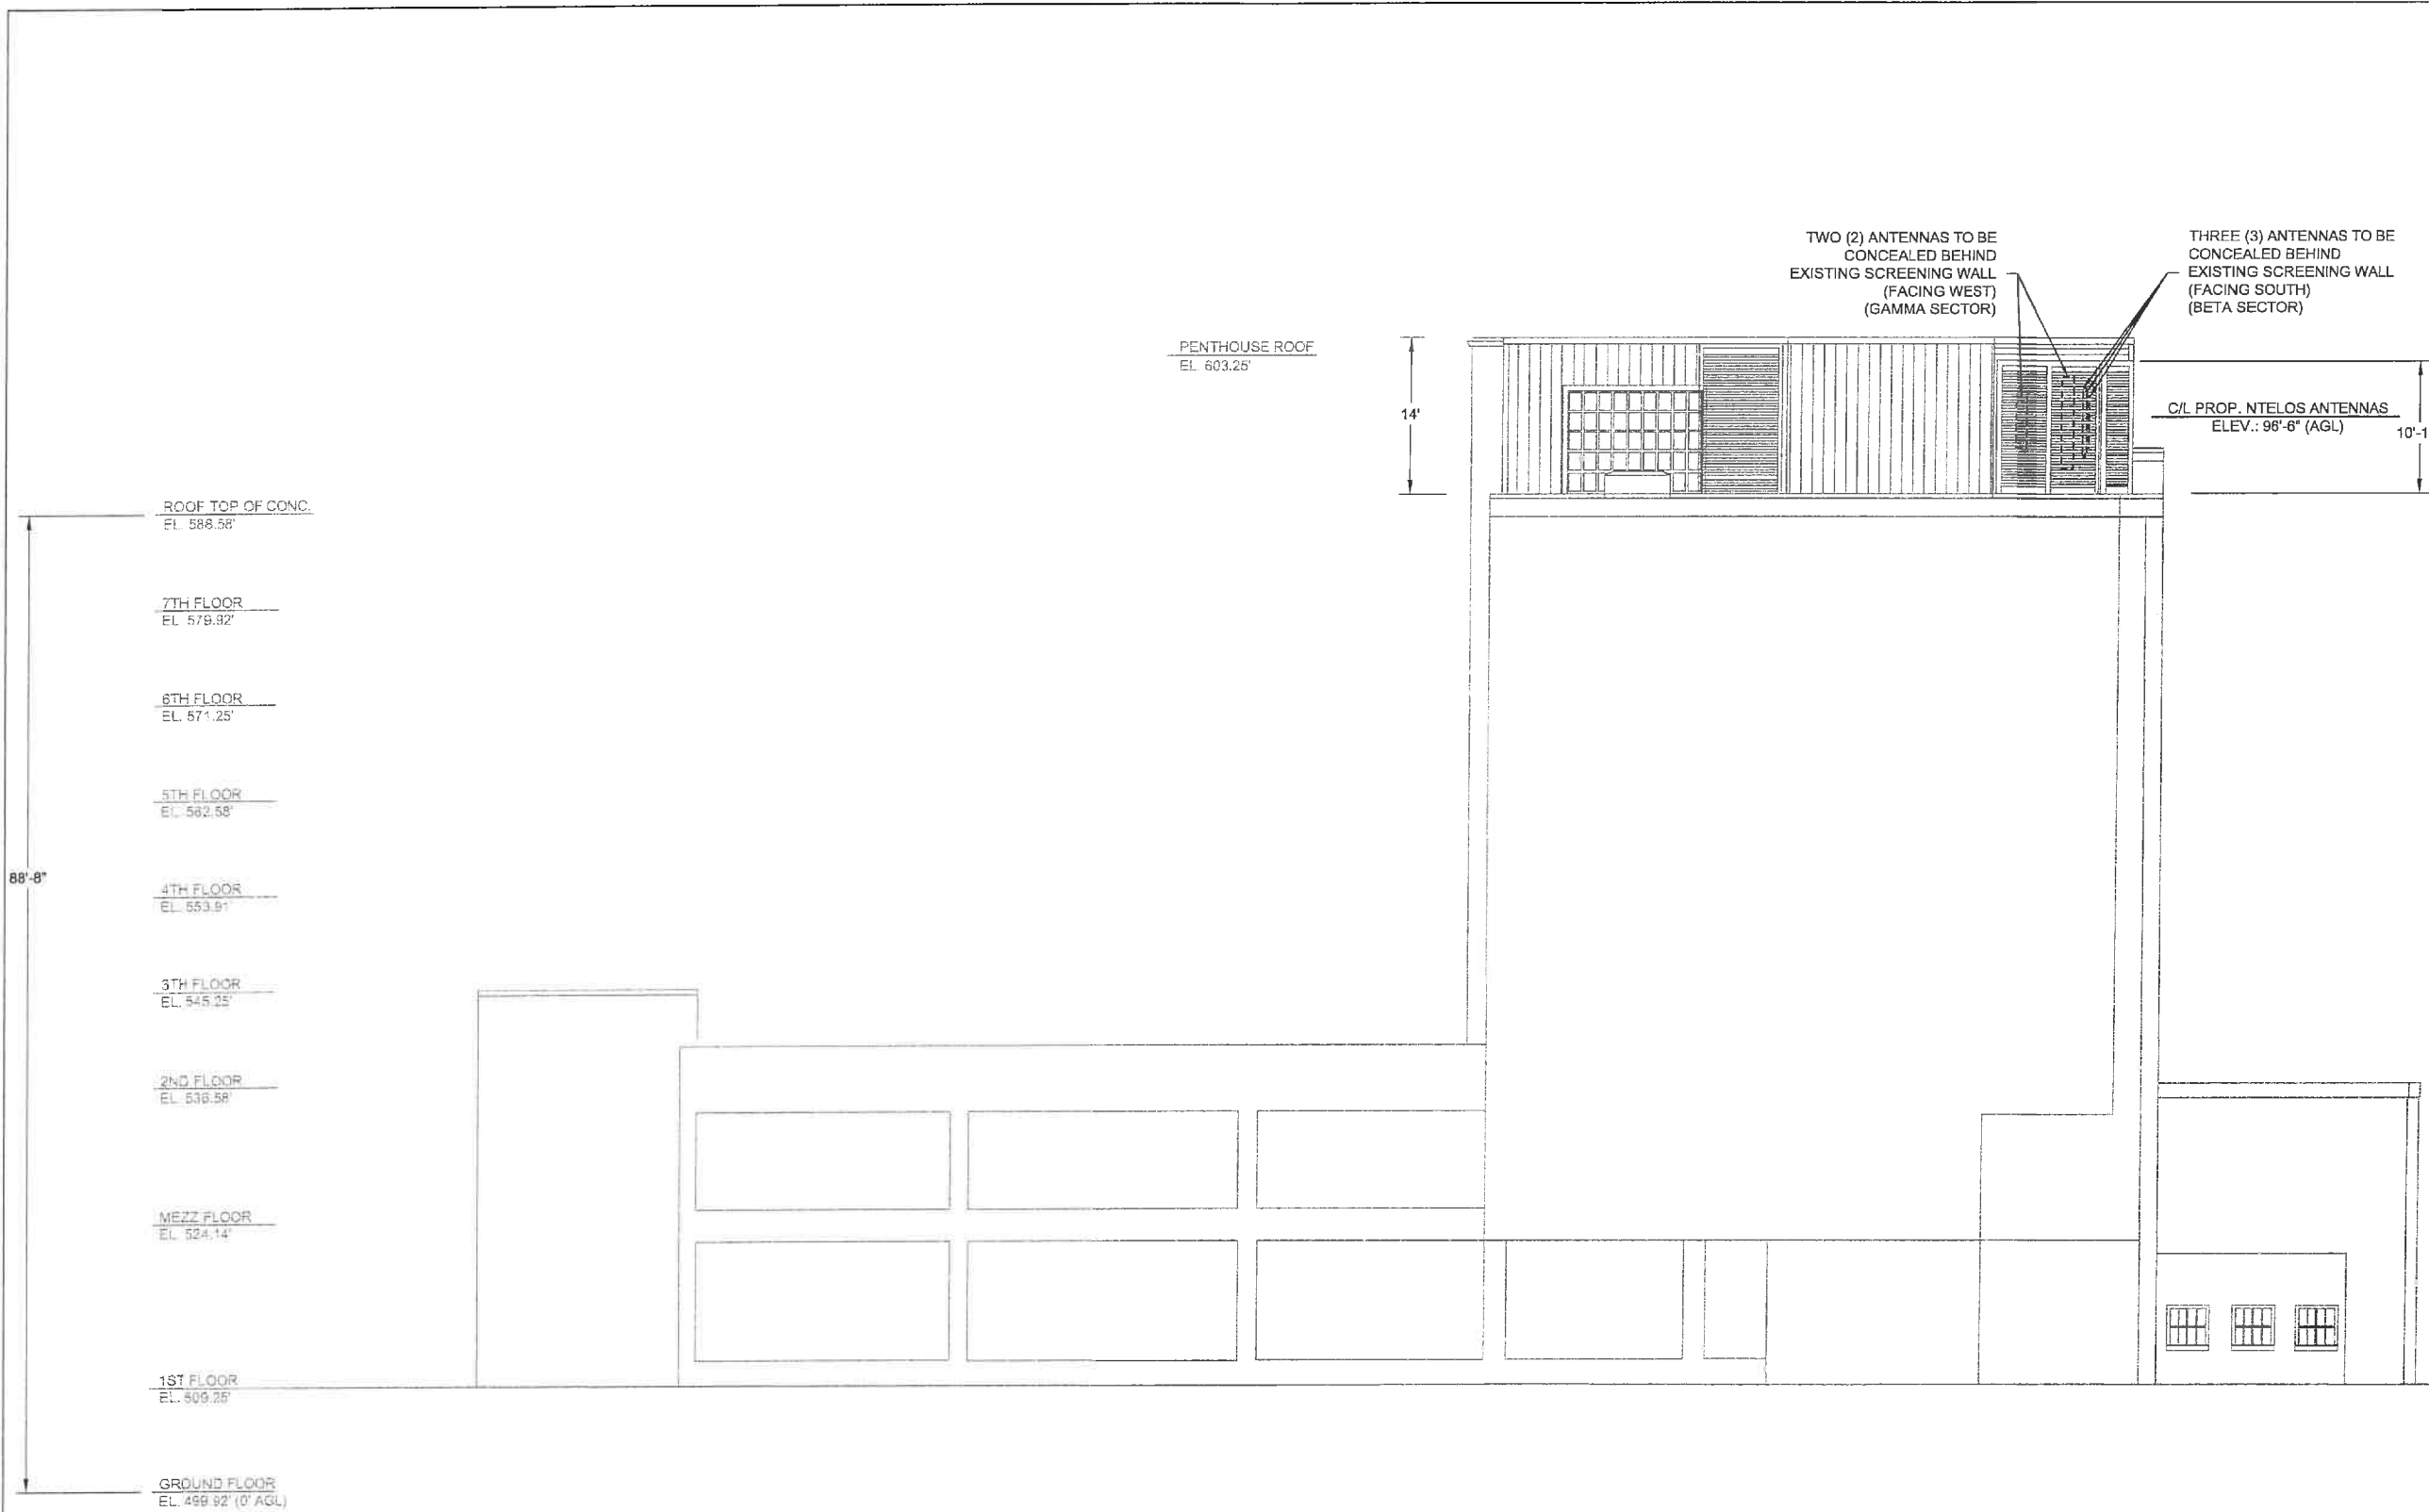 TWO (2) ANTENNAS TO BE
CONCEALED BEHIND
EXISTING SCREENING WALL
(FACING WEST)
(GAMMA SECTOR)
THREE (3) ANTENNAS TO BE
CONCEALED BEHIND
EXISTING SCREENING WALL
(FACING SOUTH)
(BETA SECTOR)
PENTHOUSE ROOF
EL. 603.25'
14'
C/L PROP. NTELOS ANTENNAS
ELEV.: 96'-6" (AGL)
10'-1
ROOF TOP OF CONC.
EL. 588.58'
7TH FLOOR
EL. 579.92'
6TH FLOOR
EL. 571.25'
5TH FLOOR
EL. 562.58'
88'-8"
4TH FLOOR
EL. 553.91'
3TH FLOOR
EL. 545.25'
2ND FLOOR
EL. 536.58'
MEZZ FLOOR
EL. 524.14'
1ST FLOOR
EL. 509.25'
GROUND FLOOR
EL. 499.92' (0' AGL)